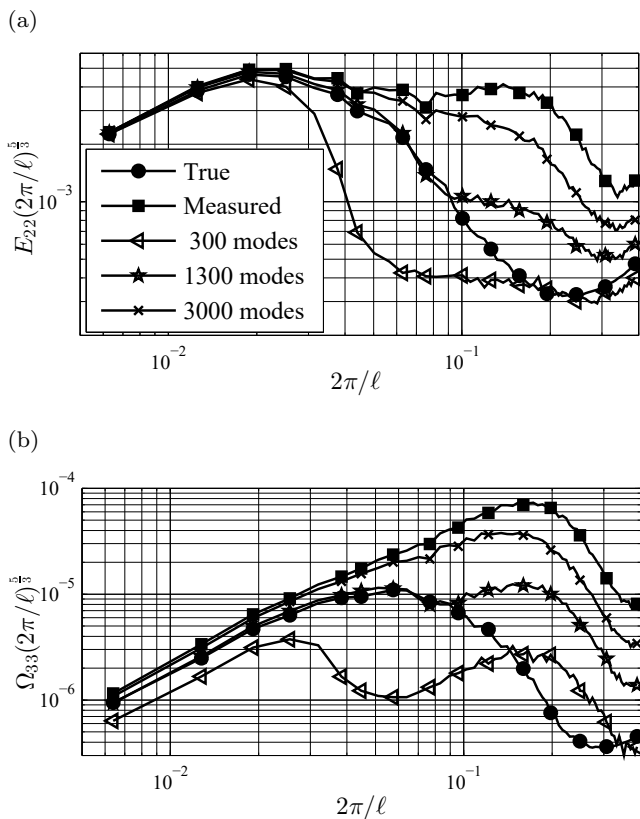 (a)
E₂₂(2π/ℓ)^{5/3}
10⁻³
True
Measured
300 modes
1300 modes
3000 modes
10⁻² 10⁻¹
2π/ℓ
(b)
Ω₃₃(2π/ℓ)^{5/3}
10⁻⁴
10⁻⁵
10⁻⁶
10⁻² 10⁻¹
2π/ℓ